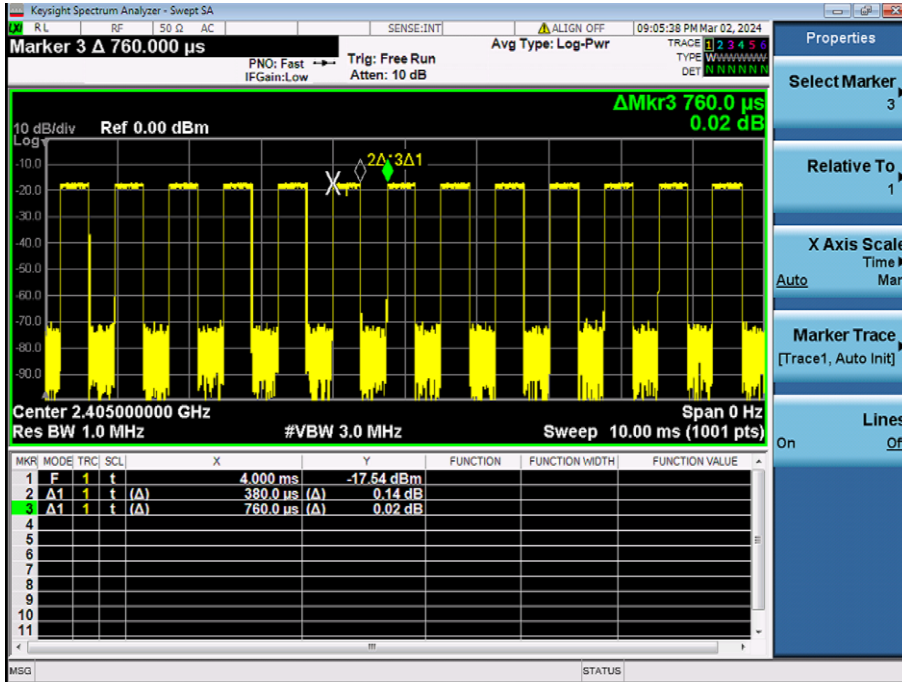 Keysight Spectrum Analyzer - Swept SA
LXI RL RF 50 Ω AC SENSE:INT ALIGN OFF 09:05:38 PM Mar 02, 2024
Marker 3 Δ 760.000 µs
PNO: Fast
IFGain:Low
Trig: Free Run
Atten: 10 dB
Avg Type: Log-Pwr
TRACE 1 2 3 4 5 6
TYPE WWWWWW
DET N N N N N N
ΔMkr3 760.0 µs
0.02 dB
10 dB/div Ref 0.00 dBm
Log
-10.0
-20.0
-30.0
-40.0
-50.0
-60.0
-70.0
-80.0
-90.0
X
2Δ1
3Δ1
Center 2.405000000 GHz Span 0 Hz
Res BW 1.0 MHz #VBW 3.0 MHz Sweep 10.00 ms (1001 pts)
MKR MODE TRC SCL X Y FUNCTION FUNCTION WIDTH FUNCTION VALUE
1 F 1 t 4.000 ms -17.54 dBm
2 Δ1 1 t (Δ) 380.0 µs (Δ) 0.14 dB
3 Δ1 1 t (Δ) 760.0 µs (Δ) 0.02 dB
4
5
6
7
8
9
10
11
MSG STATUS
Properties
Select Marker
3
Relative To
1
X Axis Scale
Time
Auto Man
Marker Trace
[Trace1, Auto Init]
Lines
On Off